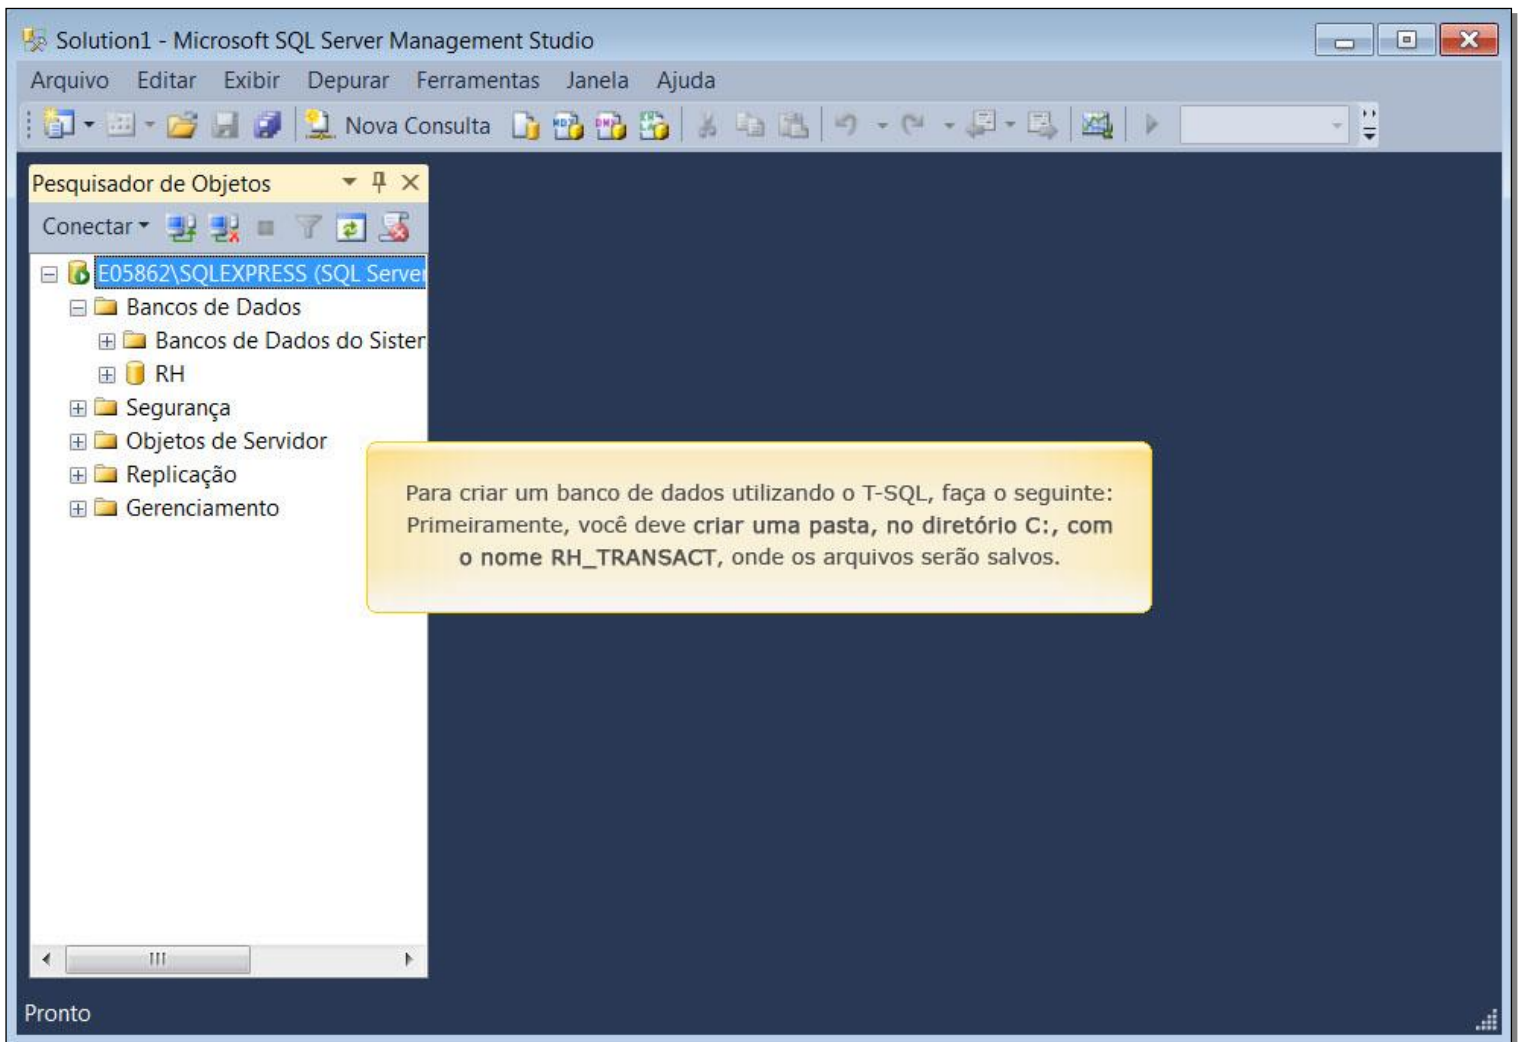 Solution1 - Microsoft SQL Server Management Studio
Arquivo Editar Exibir Depurar Ferramentas Janela Ajuda
Nova Consulta
Pesquisador de Objetos
Conectar
E05862\SQLEXPRESS (SQL Server
Bancos de Dados
Bancos de Dados do Sister
RH
Segurança
Objetos de Servidor
Replicação
Gerenciamento
Para criar um banco de dados utilizando o T-SQL, faça o seguinte:
Primeiramente, você deve criar uma pasta, no diretório C:, com
o nome RH_TRANSACT, onde os arquivos serão salvos.
Pronto